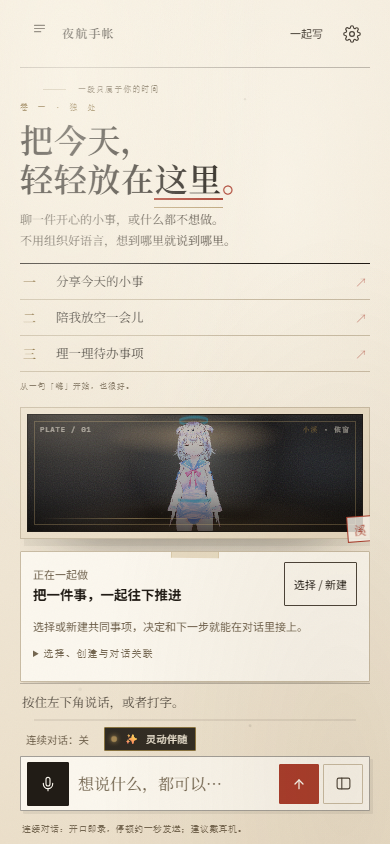 夜航手帐
一起写
一段只属于你的时间
卷 一 · 独 处
把今天，
轻轻放在这里。
聊一件开心的小事，或什么都不想做。
不用组织好语言，想到哪里就说到哪里。
一 分享今天的小事 ↗
二 陪我放空一会儿 ↗
三 理一理待办事项 ↗
从一句「嗨」开始，也很好。
PLATE / 01
小溪 · 依窗
溪
正在一起做
把一件事，一起往下推进
选择 / 新建
选择或新建共同事项，决定和下一步就能在对话里接上。
▶ 选择、创建与对话关联
按住左下角说话，或者打字。
连续对话：关
✨ 灵动伴随
想说什么，都可以…
连续对话：开口即录，停顿约一秒发送；建议戴耳机。